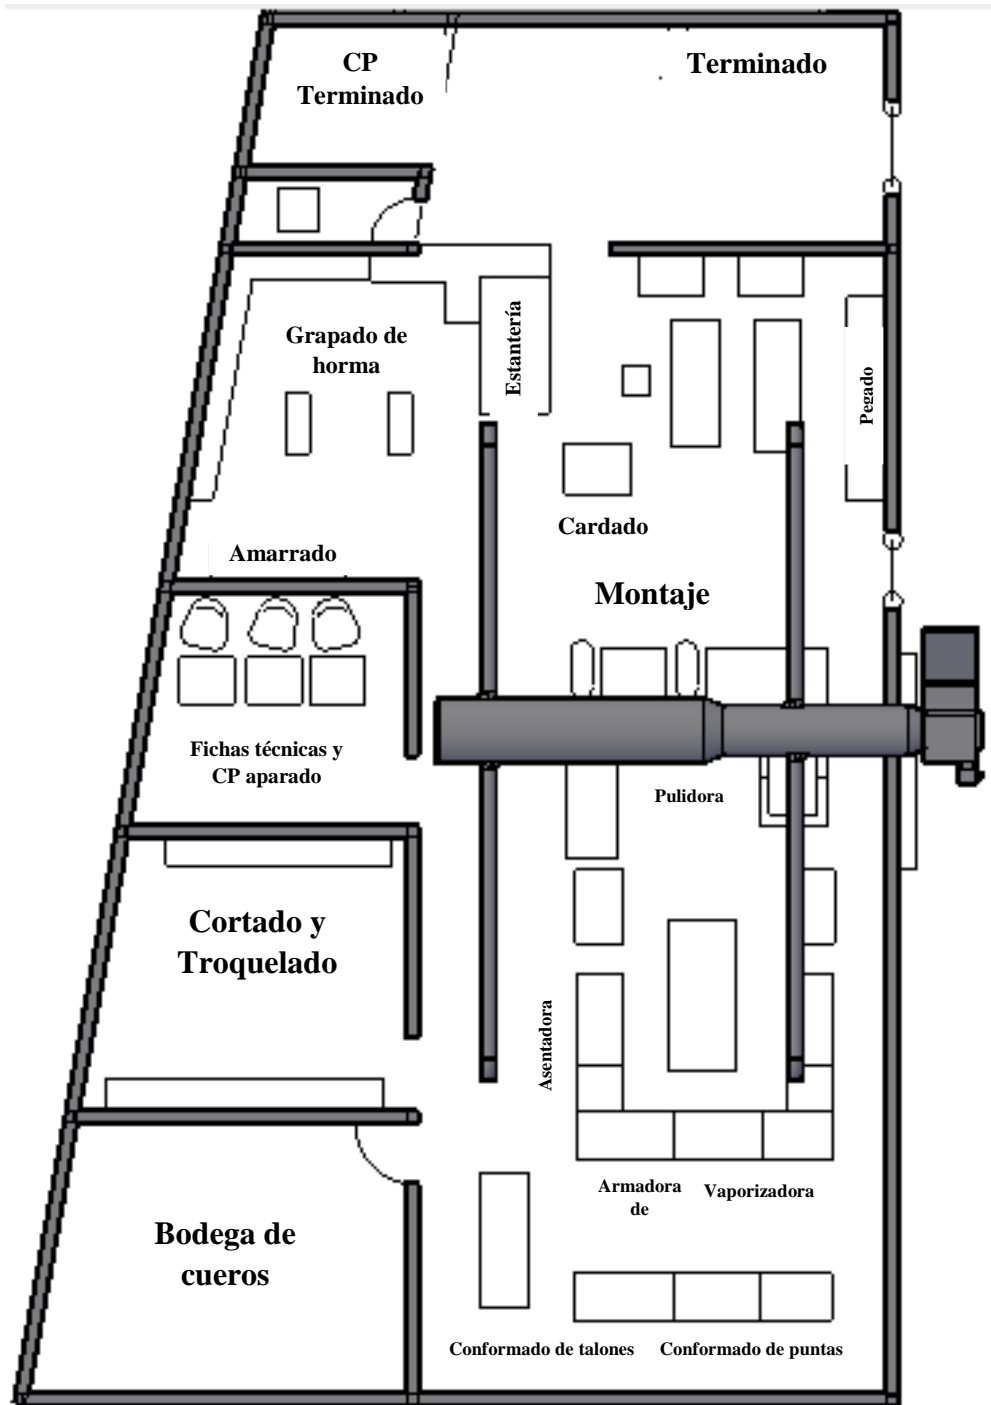 CP
Terminado
Terminado
Grapado de
horma
Estantería
Pegado
Cardado
Amarrado
Montaje
Fichas técnicas y
CP aparado
Pulidora
Cortado y
Troquelado
Asentadora
Armadora
de
Vaporizadora
Bodega de
cueros
Conformado de talones
Conformado de puntas